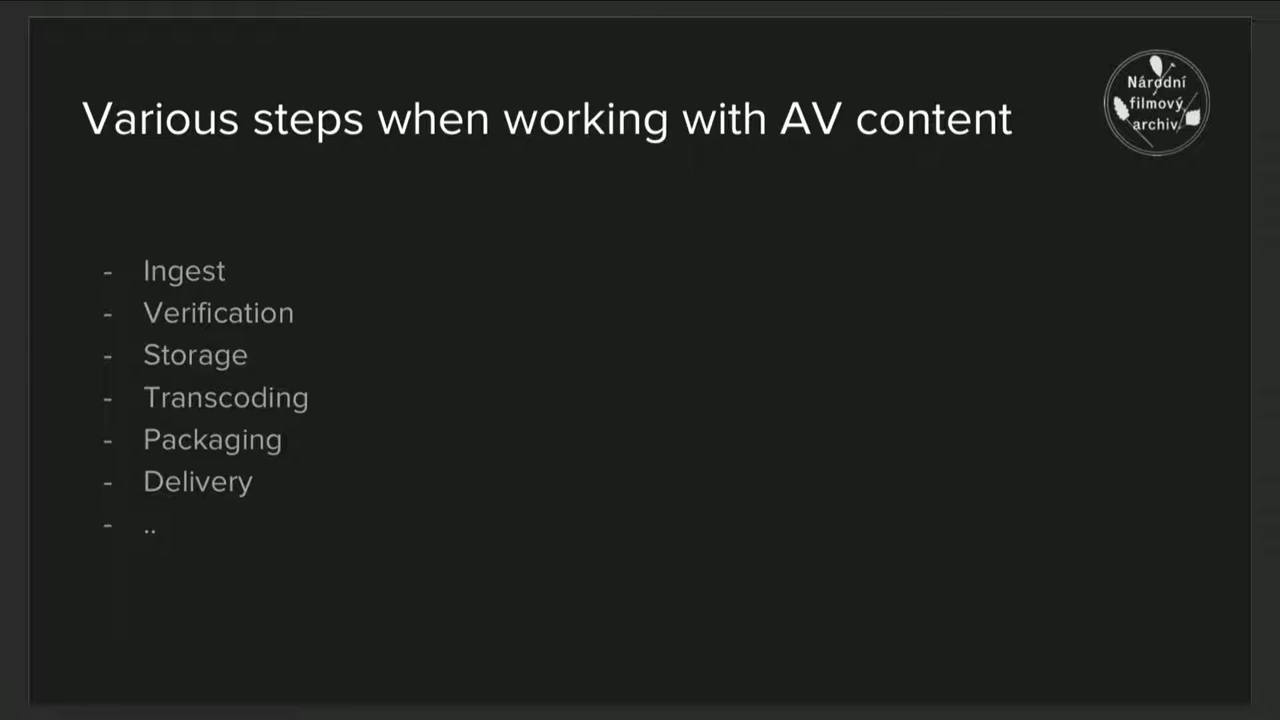 Various steps when working with AV content
Národní
filmový
archiv
- Ingest
- Verification
- Storage
- Transcoding
- Packaging
- Delivery
- ..